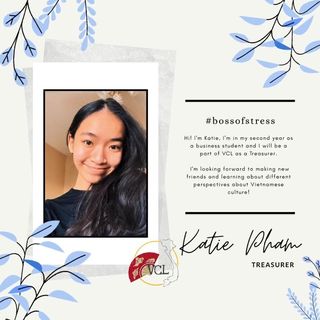 #bossofstress
Hi! I'm Katie, I'm in my second year as
a business student and I will be a
part of VCL as a Treasurer.
I'm looking forward to making new
friends and learning about different
perspectives about Vietnamese
culture!
Katie Pham
TREASURER
VCL